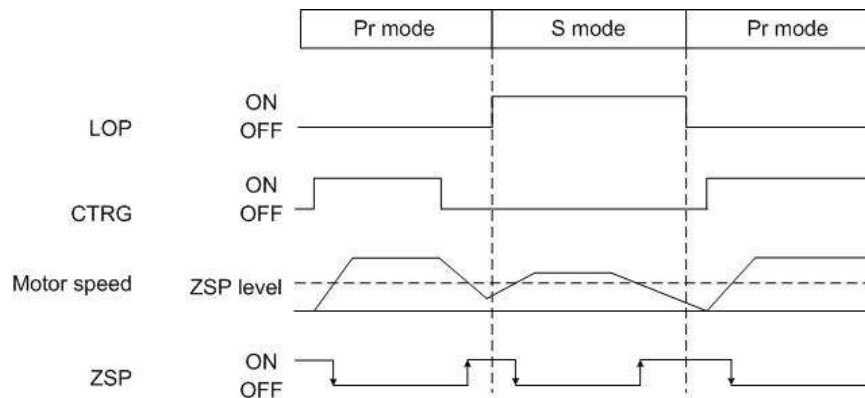 Pr mode S mode Pr mode
ON
LOP OFF
ON
CTRG OFF
Motor speed ZSP level
ON
ZSP OFF